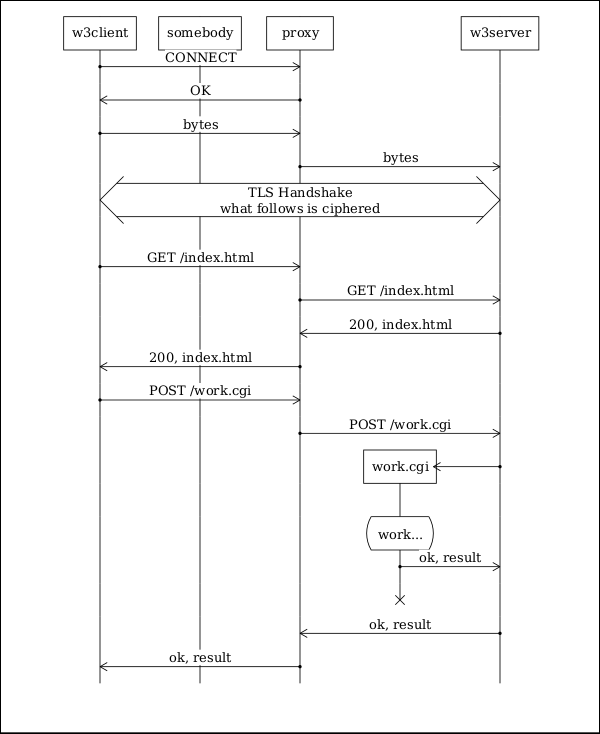 w3client
somebody
proxy
w3server
CONNECT
OK
bytes
bytes
TLS Handshake
what follows is ciphered
GET /index.html
GET /index.html
200, index.html
200, index.html
POST /work.cgi
POST /work.cgi
work.cgi
work...
ok, result
ok, result
ok, result